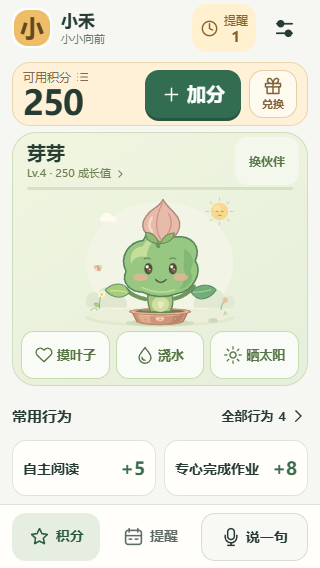 小
小禾
小小向前
提醒
1
可用积分
250
加分
兑换
芽芽
Lv.4 · 250 成长值
换伙伴
摸叶子
浇水
晒太阳
常用行为
全部行为 4
自主阅读 +5
专心完成作业 +8
积分
提醒
说一句